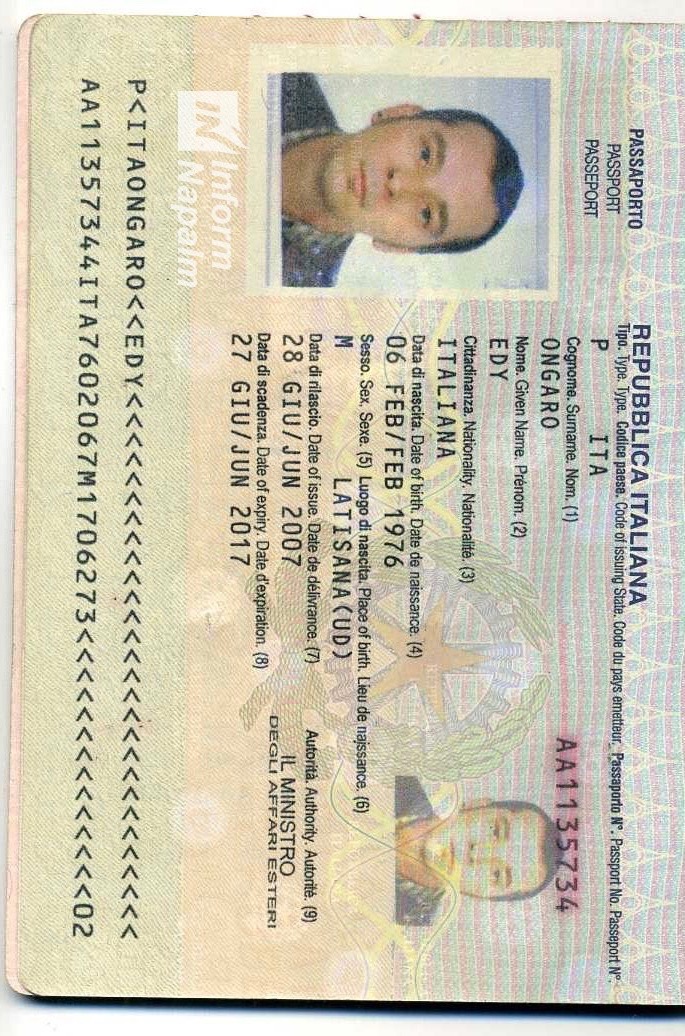 REPUBBLICA ITALIANA
PASSAPORTO
PASSPORT
PASSEPORT
Tipo. Type. Type. Codice paese. Code of issuing State. Code du pays emetteur. Passaporto N°. Passport No. Passeport N°.
P ITA AA1135734
Cognome. Surname. Nom. (1)
ONGARO
Nome. Given Name. Prénom. (2)
EDY
Cittadinanza. Nationality. Nationalité. (3)
ITALIANA
Data di nascita. Date of birth. Date de naissance. (4)
06 FEB/FEB 1976
Sesso. Sex. Sexe. (5) Luogo di nascita. Place of birth. Lieu de naissance. (6)
M LATISANA(UD)
Data di rilascio. Date of issue. Date de délivrance. (7) Autorità. Authority. Autorité. (9)
28 GIU/JUN 2007 IL MINISTRO
Data di scadenza. Date of expiry. Date d'expiration. (8) DEGLI AFFARI ESTERI
27 GIU/JUN 2017
Inform
Napalm
P<ITAONGARO<<EDY<<<<<<<<<<<<<<<<<<<<<<<<<<<<
AA11357344ITA7602067M1706273<<<<<<<<<<<<<<02